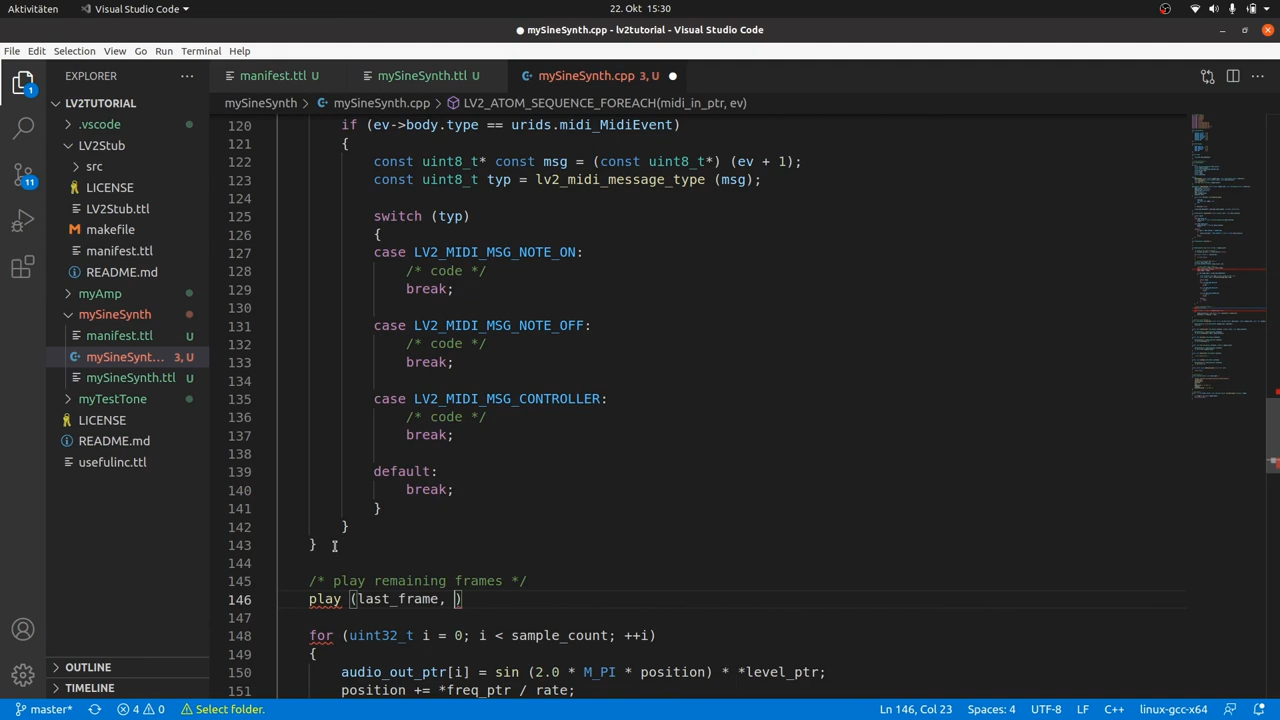 Aktivitäten
Visual Studio Code
22. Okt 15:30
● mySineSynth.cpp - lv2tutorial - Visual Studio Code
File Edit Selection View Go Run Terminal Help
EXPLORER
manifest.ttl U
mySineSynth.ttl U
mySineSynth.cpp 3, U
mySineSynth > mySineSynth.cpp > LV2_ATOM_SEQUENCE_FOREACH(midi_in_ptr, ev)
LV2TUTORIAL
.vscode
LV2Stub
src
LICENSE
LV2Stub.ttl
makefile
manifest.ttl
README.md
myAmp
mySineSynth
manifest.ttl U
mySineSynt... 3, U
mySineSynth.ttl U
myTestTone
LICENSE
README.md
usefulinc.ttl
OUTLINE
TIMELINE
1
11
120 if (ev->body.type == urids.midi_MidiEvent)
121 {
122 const uint8_t* const msg = (const uint8_t*) (ev + 1);
123 const uint8_t typ = lv2_midi_message_type (msg);
124
125 switch (typ)
126 {
127 case LV2_MIDI_MSG_NOTE_ON:
128 /* code */
129 break;
130
131 case LV2_MIDI_MSG_NOTE_OFF:
132 /* code */
133 break;
134
135 case LV2_MIDI_MSG_CONTROLLER:
136 /* code */
137 break;
138
139 default:
140 break;
141 }
142 }
143 }
144
145 /* play remaining frames */
146 play (last_frame, )
147
148 for (uint32_t i = 0; i < sample_count; ++i)
149 {
150 audio_out_ptr[i] = sin (2.0 * M_PI * position) * *level_ptr;
151 position += *freq_ptr / rate;
master* 4 0 Select folder. Ln 146, Col 23 Spaces: 4 UTF-8 LF C++ linux-gcc-x64